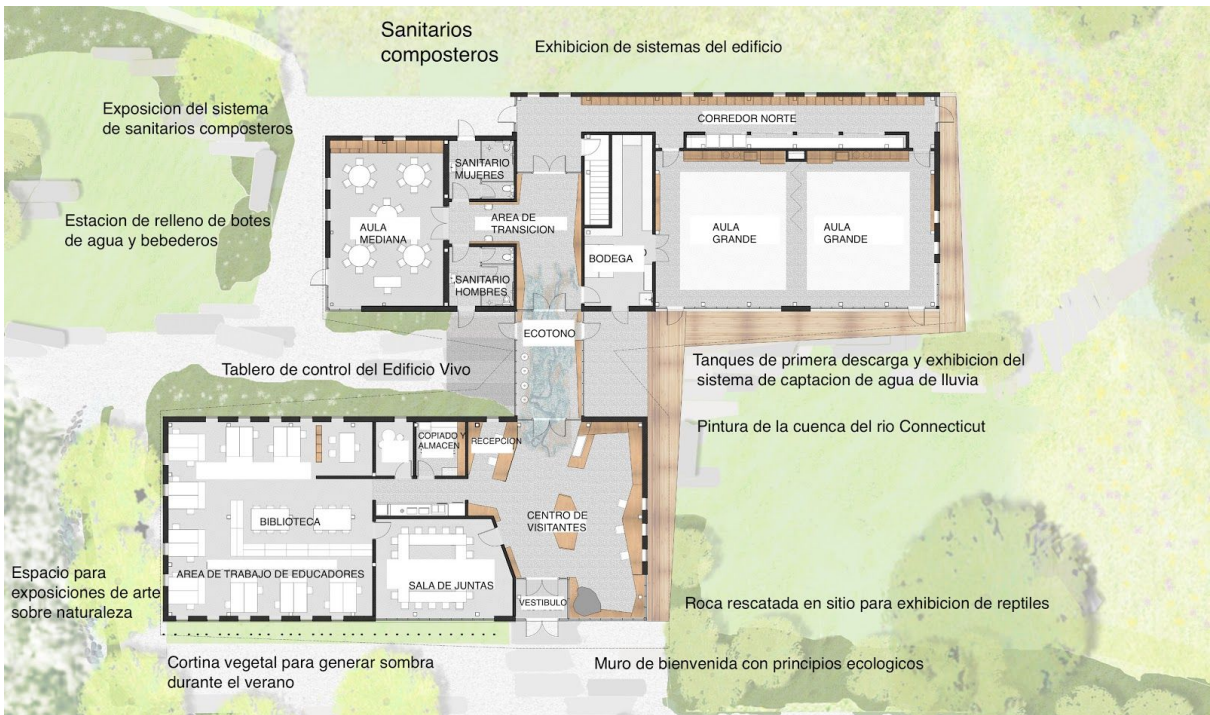 Sanitarios
composteros
Exhibicion de sistemas del edificio
Exposicion del sistema
de sanitarios composteros
CORREDOR NORTE
SANITARIO
MUJERES
Estacion de relleno de botes
de agua y bebederos
AULA
MEDIANA
AREA DE
TRANSICION
AULA
GRANDE
AULA
GRANDE
BODEGA
SANITARIO
HOMBRES
ECOTONO
Tablero de control del Edificio Vivo
Tanques de primera descarga y exhibicion del
sistema de captacion de agua de lluvia
Pintura de la cuenca del rio Connecticut
COPIADO Y
ALMACEN
RECEPCION
BIBLIOTECA
CENTRO DE
VISITANTES
Espacio para
exposiciones de arte
sobre naturaleza
AREA DE TRABAJO DE EDUCADORES
SALA DE JUNTAS
VESTIBULO
Roca rescatada en sitio para exhibicion de reptiles
Cortina vegetal para generar sombra
durante el verano
Muro de bienvenida con principios ecologicos